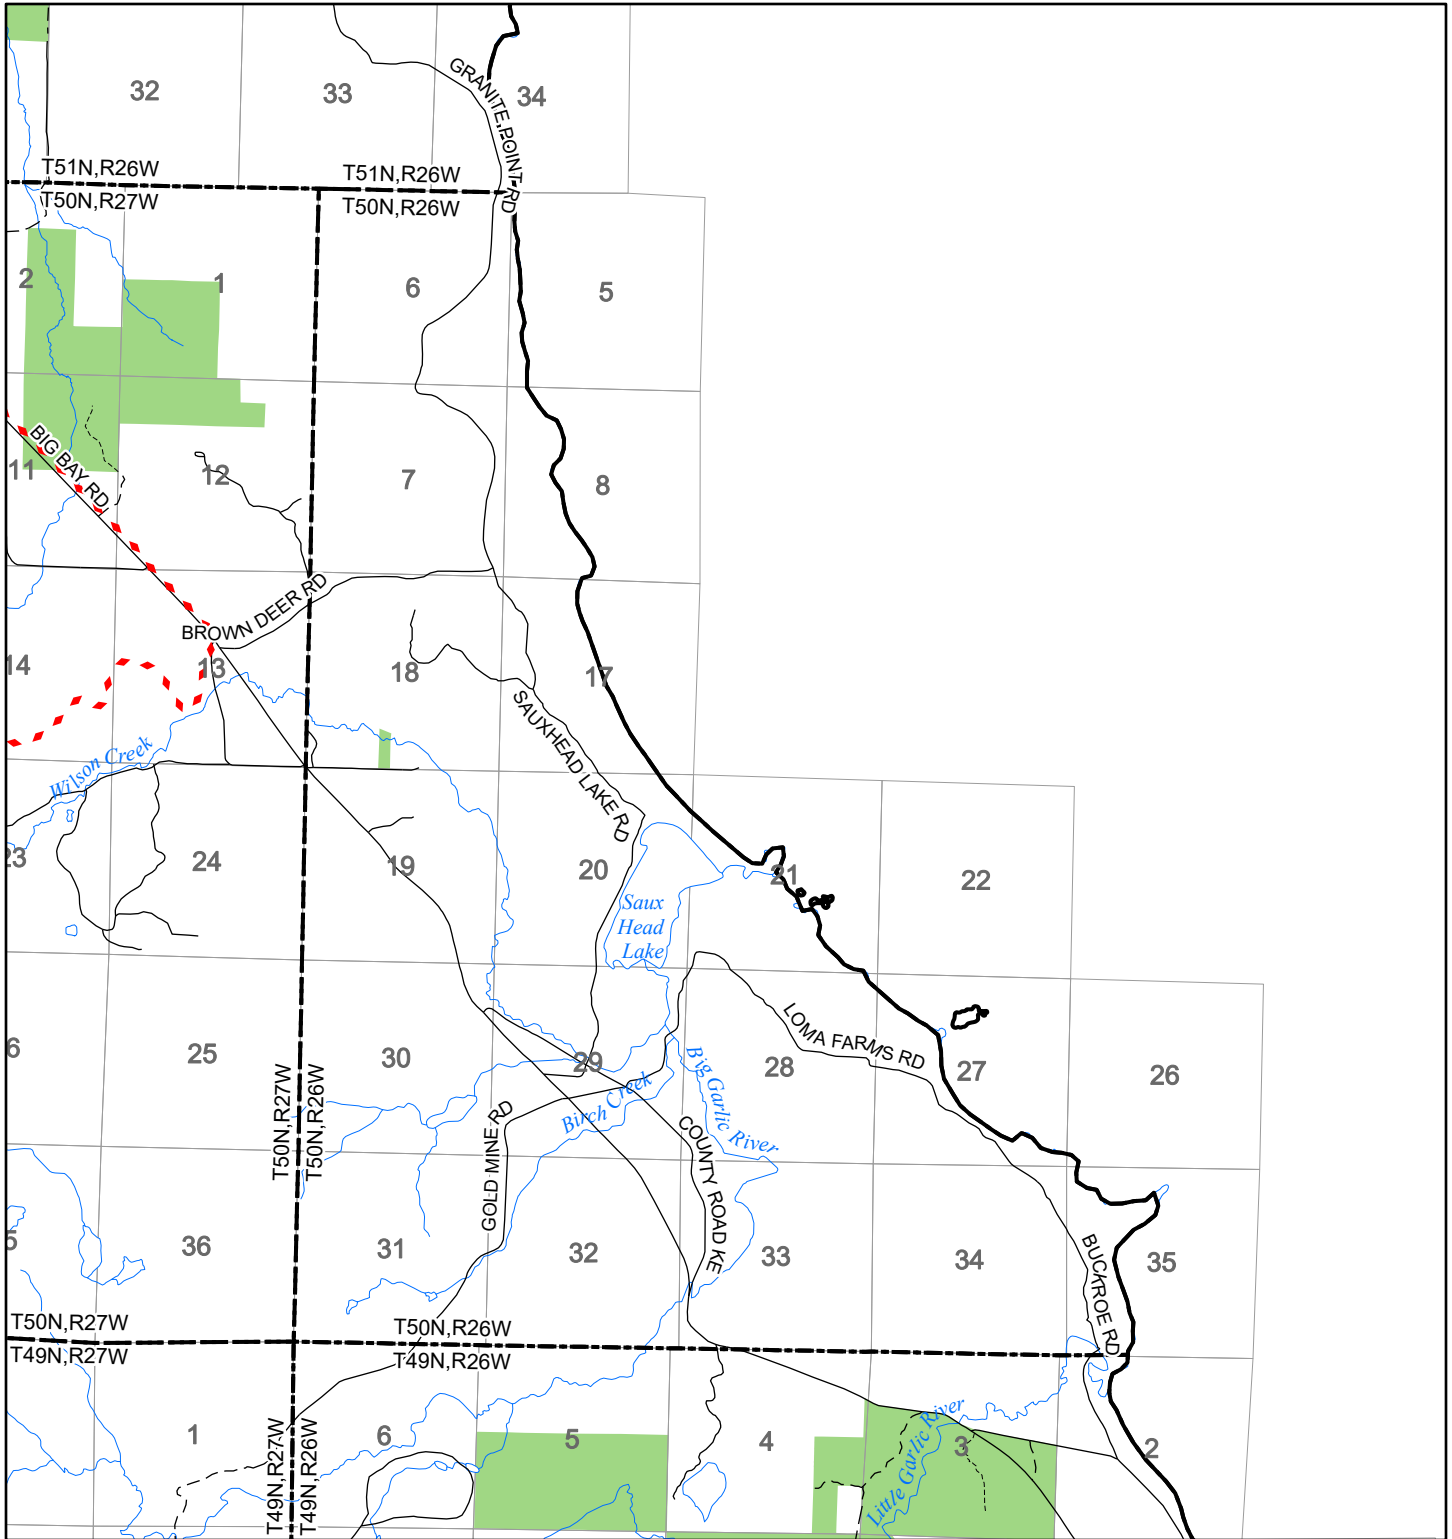 32
33
34
GRANITE POINT RD
T51N,R26W
T51N,R26W
T50N,R27W
T50N,R26W
2
1
6
5
BIG BAY RD
11
12
7
8
BROWN DEER RD
14
13
18
17
SAUXHEAD LAKE RD
Wilson Creek
23
24
19
20
21
22
Saux
Head
Lake
LOMA FARMS RD
6
25
30
29
28
27
26
T50N,R27W
T50N,R26W
Big Garlic River
Birch Creek
GOLD MINE RD
COUNTY ROAD KE
5
36
31
32
33
34
35
BUCKROE RD
T50N,R27W
T50N,R26W
T49N,R27W
T49N,R26W
1
6
5
4
3
2
Little Garlic River
T49N,R27W
T49N,R26W